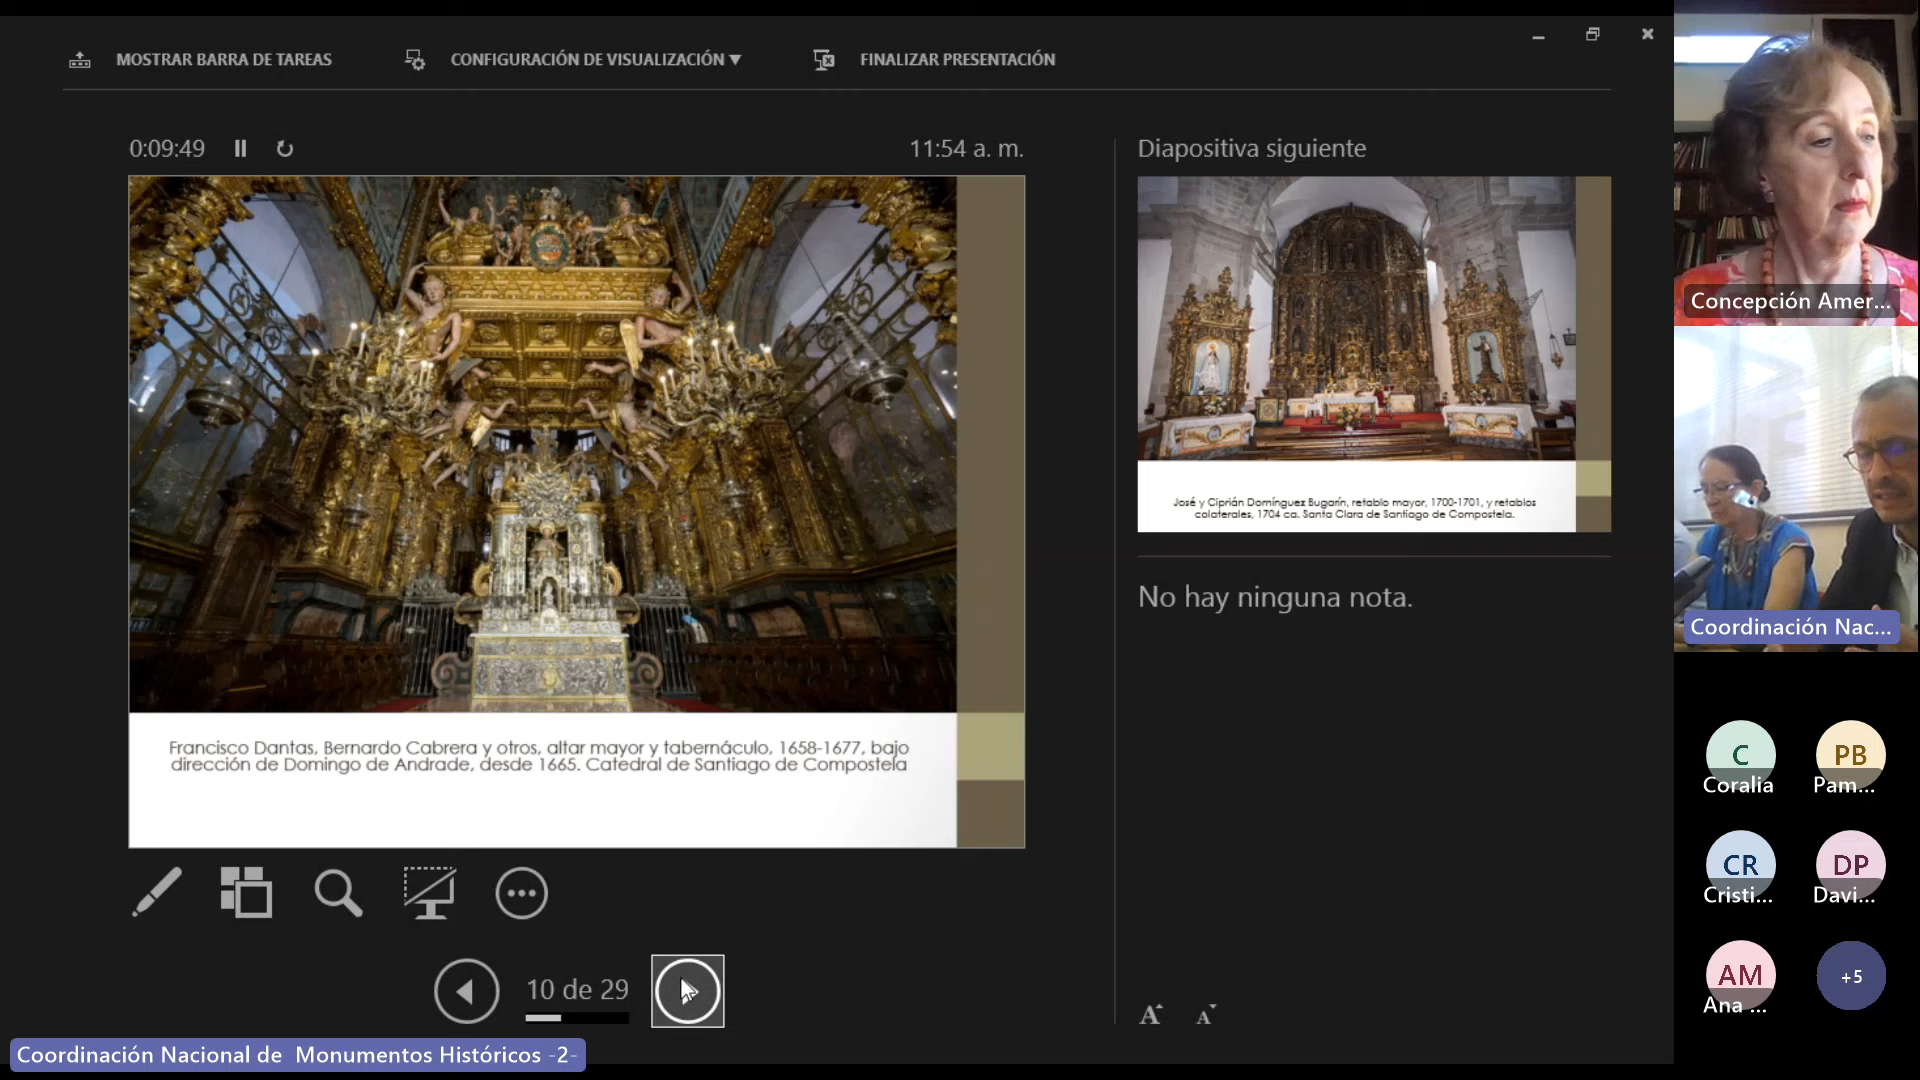 MOSTRAR BARRA DE TAREAS
CONFIGURACIÓN DE VISUALIZACIÓN ▼
FINALIZAR PRESENTACIÓN
0:09:49
11:54 a. m.
Diapositiva siguiente
Francisco Dantas, Bernardo Cabrera y otros, altar mayor y tabernáculo, 1658-1677, bajo
dirección de Domingo de Andrade, desde 1665. Catedral de Santiago de Compostela
José y Ciprián Domínguez Bugarín, retablo mayor, 1700-1701, y retablos
colaterales, 1704 ca. Santa Clara de Santiago de Compostela.
No hay ninguna nota.
10 de 29
A A
Coordinación Nacional de Monumentos Históricos -2-
Concepción Amer...
Coordinación Nac...
C
Coralia
PB
Pam...
CR
Cristi...
DP
Davi...
AM
Ana ...
+5